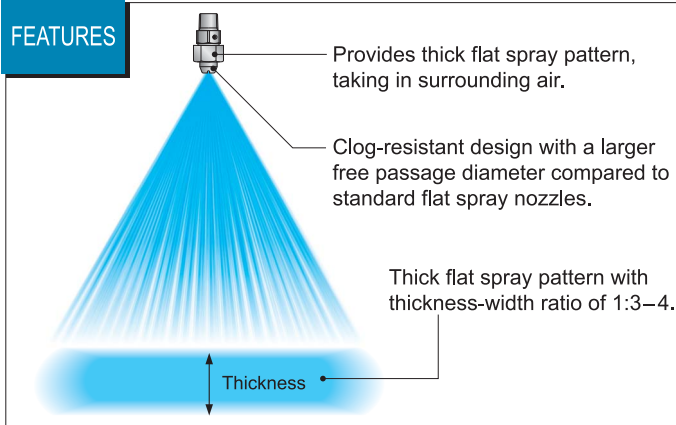 FEATURES
Provides thick flat spray pattern,
taking in surrounding air.
Clog-resistant design with a larger
free passage diameter compared to
standard flat spray nozzles.
Thick flat spray pattern with
thickness-width ratio of 1:3–4.
Thickness